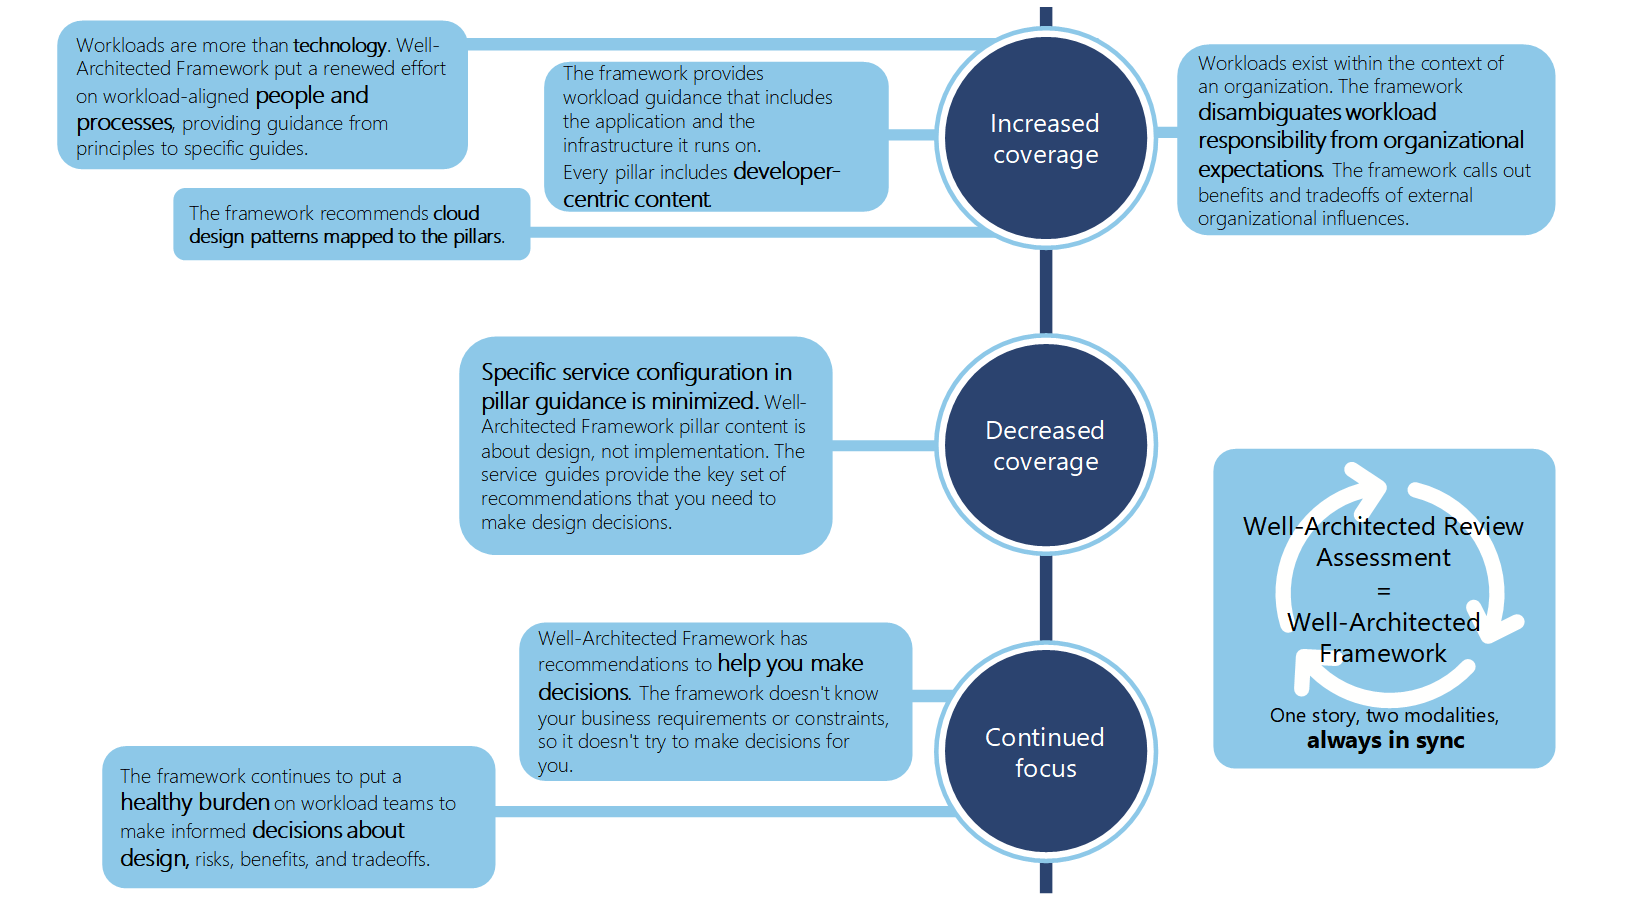 Workloads are more than technology. Well-
Architected Framework put a renewed effort
on workload-aligned people and
processes, providing guidance from
principles to specific guides.
The framework provides
workload guidance that includes
the application and the
infrastructure it runs on.
Every pillar includes developer-
centric content.
The framework recommends cloud
design patterns mapped to the pillars.
Increased
coverage
Workloads exist within the context of
an organization. The framework
disambiguates workload
responsibility from organizational
expectations. The framework calls out
benefits and tradeoffs of external
organizational influences.
Specific service configuration in
pillar guidance is minimized. Well-
Architected Framework pillar content is
about design, not implementation. The
service guides provide the key set of
recommendations that you need to
make design decisions.
Decreased
coverage
Well-Architected Review
Assessment
=
Well-Architected
Framework
One story, two modalities,
always in sync
Well-Architected Framework has
recommendations to help you make
decisions. The framework doesn't know
your business requirements or constraints,
so it doesn't try to make decisions for
you.
The framework continues to put a
healthy burden on workload teams to
make informed decisions about
design, risks, benefits, and tradeoffs.
Continued
focus